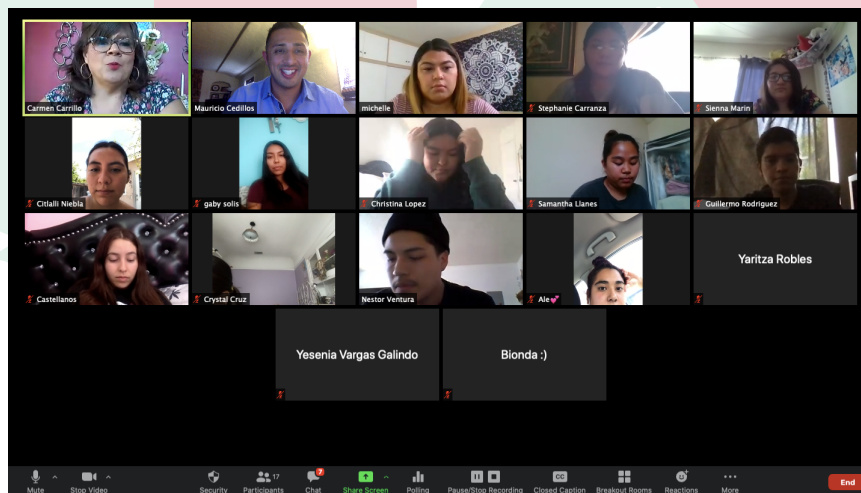 Carmen Carrillo
Mauricio Cedillos
michelle
Stephanie Carranza
Sienna Marin
Citlalli Niebla
gaby solis
Christina Lopez
Samantha Llanes
Guillermo Rodriguez
Castellanos
Crystal Cruz
Nestor Ventura
Ale💕
Yaritza Robles
Yesenia Vargas Galindo
Bionda :)
17
7
CC
Mute
Stop Video
Security
Participants
Chat
Share Screen
Polling
Pause/Stop Recording
Closed Caption
Breakout Rooms
Reactions
More
End